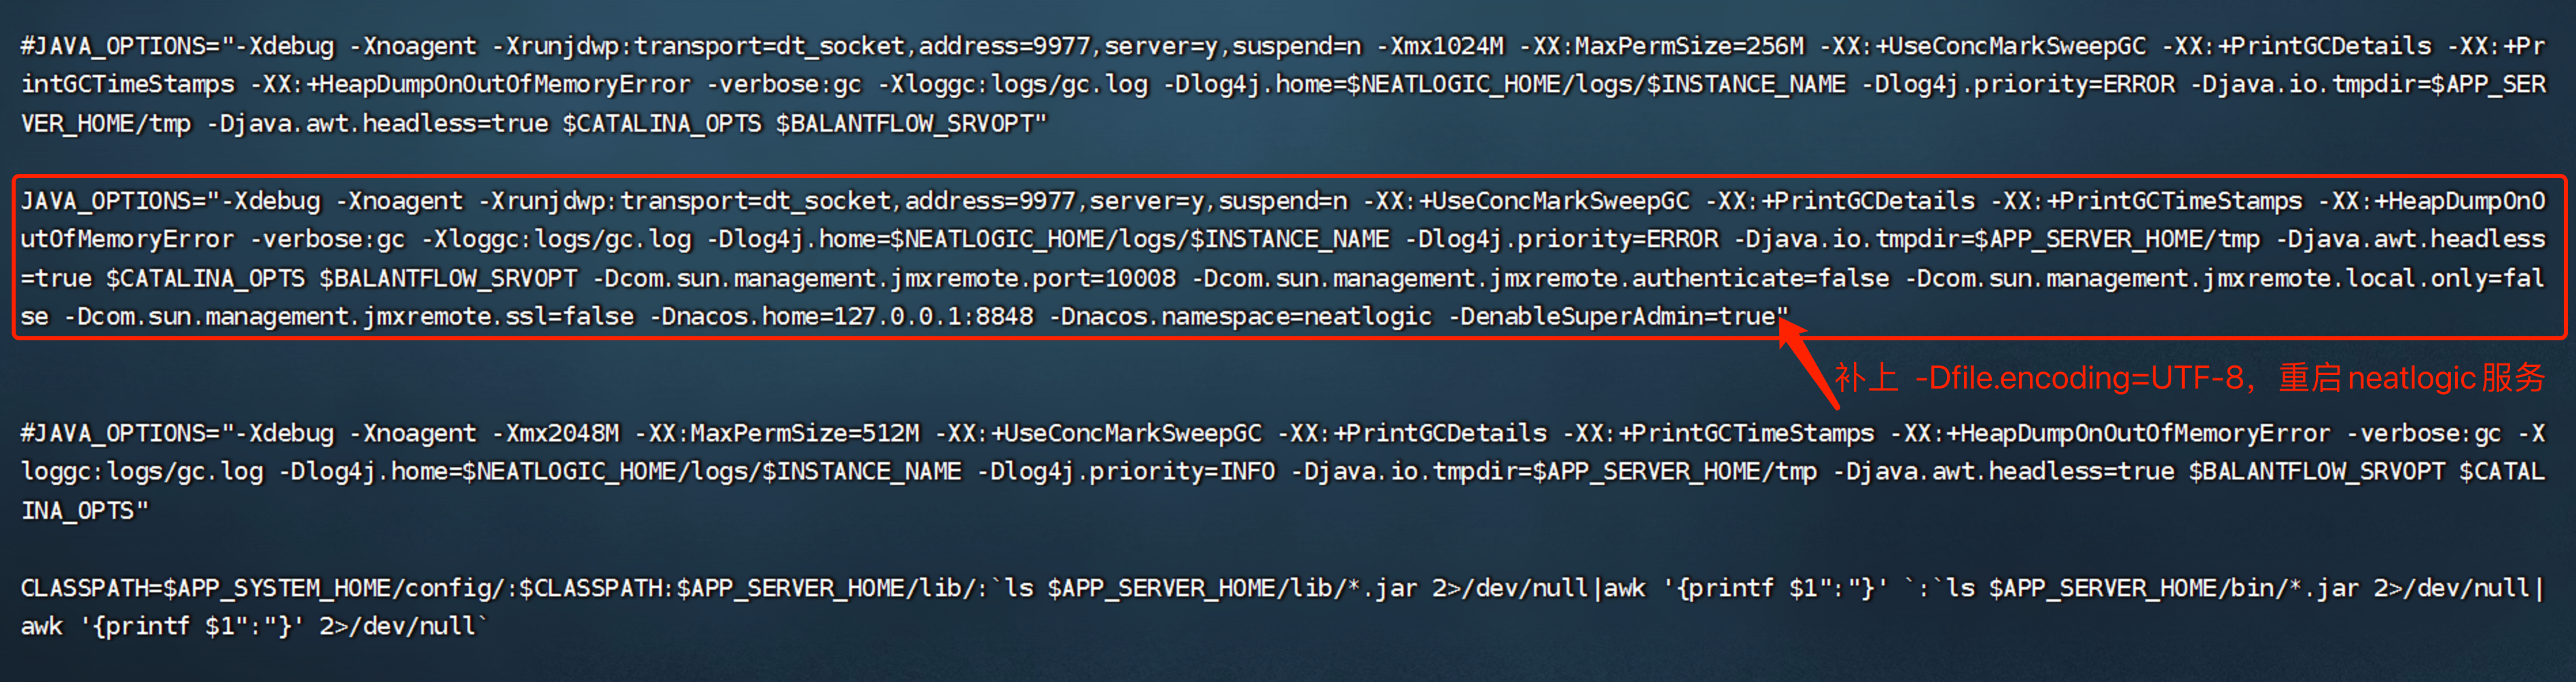 #JAVA_OPTIONS="-Xdebug -Xnoagent -Xrunjdwp:transport=dt_socket,address=9977,server=y,suspend=n -Xmx1024M -XX:MaxPermSize=256M -XX:+UseConcMarkSweepGC -XX:+PrintGCDetails -XX:+Pr
intGCTimeStamps -XX:+HeapDumpOnOutOfMemoryError -verbose:gc -Xloggc:logs/gc.log -Dlog4j.home=$NEATLOGIC_HOME/logs/$INSTANCE_NAME -Dlog4j.priority=ERROR -Djava.io.tmpdir=$APP_SER
VER_HOME/tmp -Djava.awt.headless=true $CATALINA_OPTS $BALANTFLOW_SRVOPT"
JAVA_OPTIONS="-Xdebug -Xnoagent -Xrunjdwp:transport=dt_socket,address=9977,server=y,suspend=n -XX:+UseConcMarkSweepGC -XX:+PrintGCDetails -XX:+PrintGCTimeStamps -XX:+HeapDumpOnO
utOfMemoryError -verbose:gc -Xloggc:logs/gc.log -Dlog4j.home=$NEATLOGIC_HOME/logs/$INSTANCE_NAME -Dlog4j.priority=ERROR -Djava.io.tmpdir=$APP_SERVER_HOME/tmp -Djava.awt.headless
=true $CATALINA_OPTS $BALANTFLOW_SRVOPT -Dcom.sun.management.jmxremote.port=10008 -Dcom.sun.management.jmxremote.authenticate=false -Dcom.sun.management.jmxremote.local.only=fal
se -Dcom.sun.management.jmxremote.ssl=false -Dnacos.home=127.0.0.1:8848 -Dnacos.namespace=neatlogic -DenableSuperAdmin=true"
补上 -Dfile.encoding=UTF-8，重启neatlogic服务
#JAVA_OPTIONS="-Xdebug -Xnoagent -Xmx2048M -XX:MaxPermSize=512M -XX:+UseConcMarkSweepGC -XX:+PrintGCDetails -XX:+PrintGCTimeStamps -XX:+HeapDumpOnOutOfMemoryError -verbose:gc -X
loggc:logs/gc.log -Dlog4j.home=$NEATLOGIC_HOME/logs/$INSTANCE_NAME -Dlog4j.priority=INFO -Djava.io.tmpdir=$APP_SERVER_HOME/tmp -Djava.awt.headless=true $BALANTFLOW_SRVOPT $CATAL
INA_OPTS"
CLASSPATH=$APP_SYSTEM_HOME/config/:$CLASSPATH:$APP_SERVER_HOME/lib/:`ls $APP_SERVER_HOME/lib/*.jar 2>/dev/null|awk '{printf $1":"}' `:`ls $APP_SERVER_HOME/bin/*.jar 2>/dev/null|
awk '{printf $1":"}' 2>/dev/null`